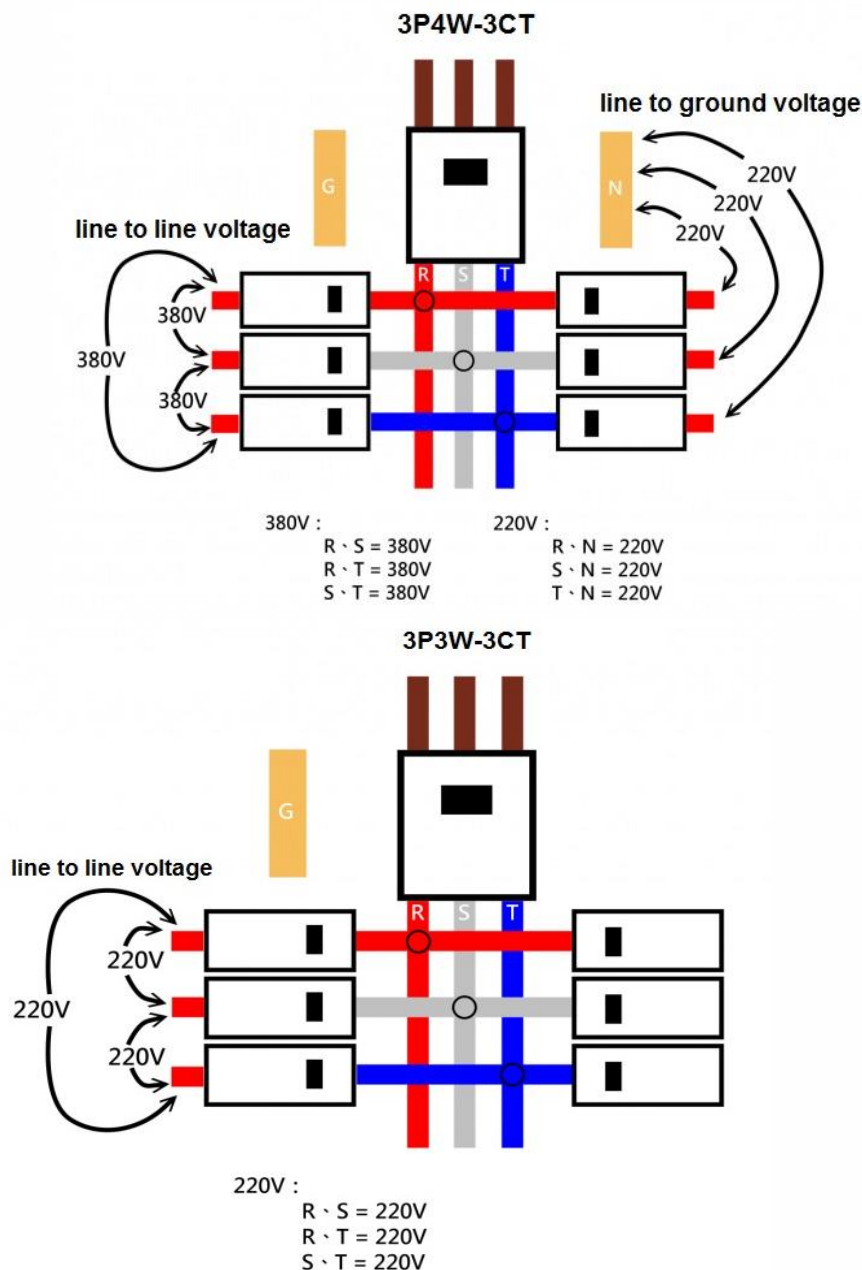 3P4W-3CT
line to ground voltage
G
N
220V
220V
220V
line to line voltage
R S T
380V
380V
380V
380V :
R、S = 380V
R、T = 380V
S、T = 380V
220V :
R、N = 220V
S、N = 220V
T、N = 220V
3P3W-3CT
G
line to line voltage
R S T
220V
220V
220V
220V :
R、S = 220V
R、T = 220V
S、T = 220V